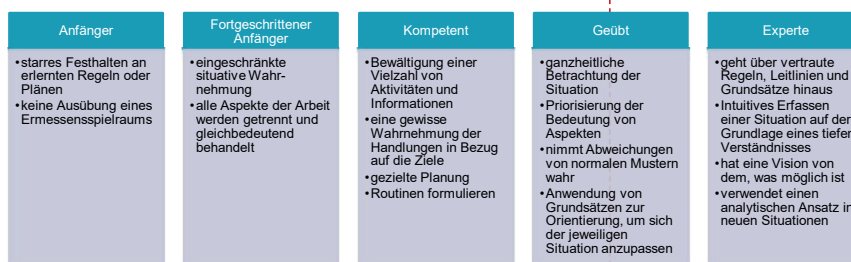 Anfänger
•starres Festhalten an
erlernten Regeln oder
Plänen
•keine Ausübung eines
Ermessensspielraums
Fortgeschrittener
Anfänger
•eingeschränkte
situative Wahr-
nehmung
•alle Aspekte der Arbeit
werden getrennt und
gleichbedeutend
behandelt
Kompetent
•Bewältigung einer
Vielzahl von
Aktivitäten und
Informationen
•eine gewisse
Wahrnehmung der
Handlungen in Bezug
auf die Ziele
•gezielte Planung
•Routinen formulieren
Geübt
•ganzheitliche
Betrachtung der
Situation
•Priorisierung der
Bedeutung von
Aspekten
•nimmt Abweichungen
von normalen Mustern
wahr
•Anwendung von
Grundsätzen zur
Orientierung, um sich
der jeweiligen
Situation anzupassen
Experte
•geht über vertraute
Regeln, Leitlinien und
Grundsätze hinaus
•Intuitives Erfassen
einer Situation auf der
Grundlage eines tiefen
Verständnisses
•hat eine Vision von
dem, was möglich ist
•verwendet einen
analytischen Ansatz in
neuen Situationen